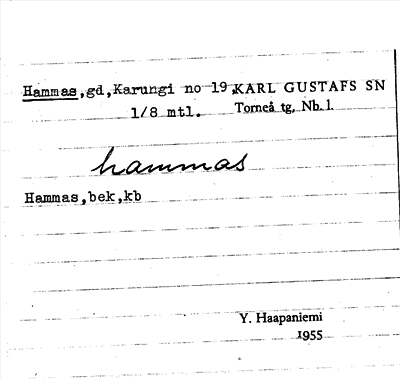 Hammas,gd,Karungi no 19,KARL GUSTAFS SN
1/8 mtl. Torneå tg, Nb. l.
hammas
Hammas,bek,kb
Y. Haapaniemi
1955